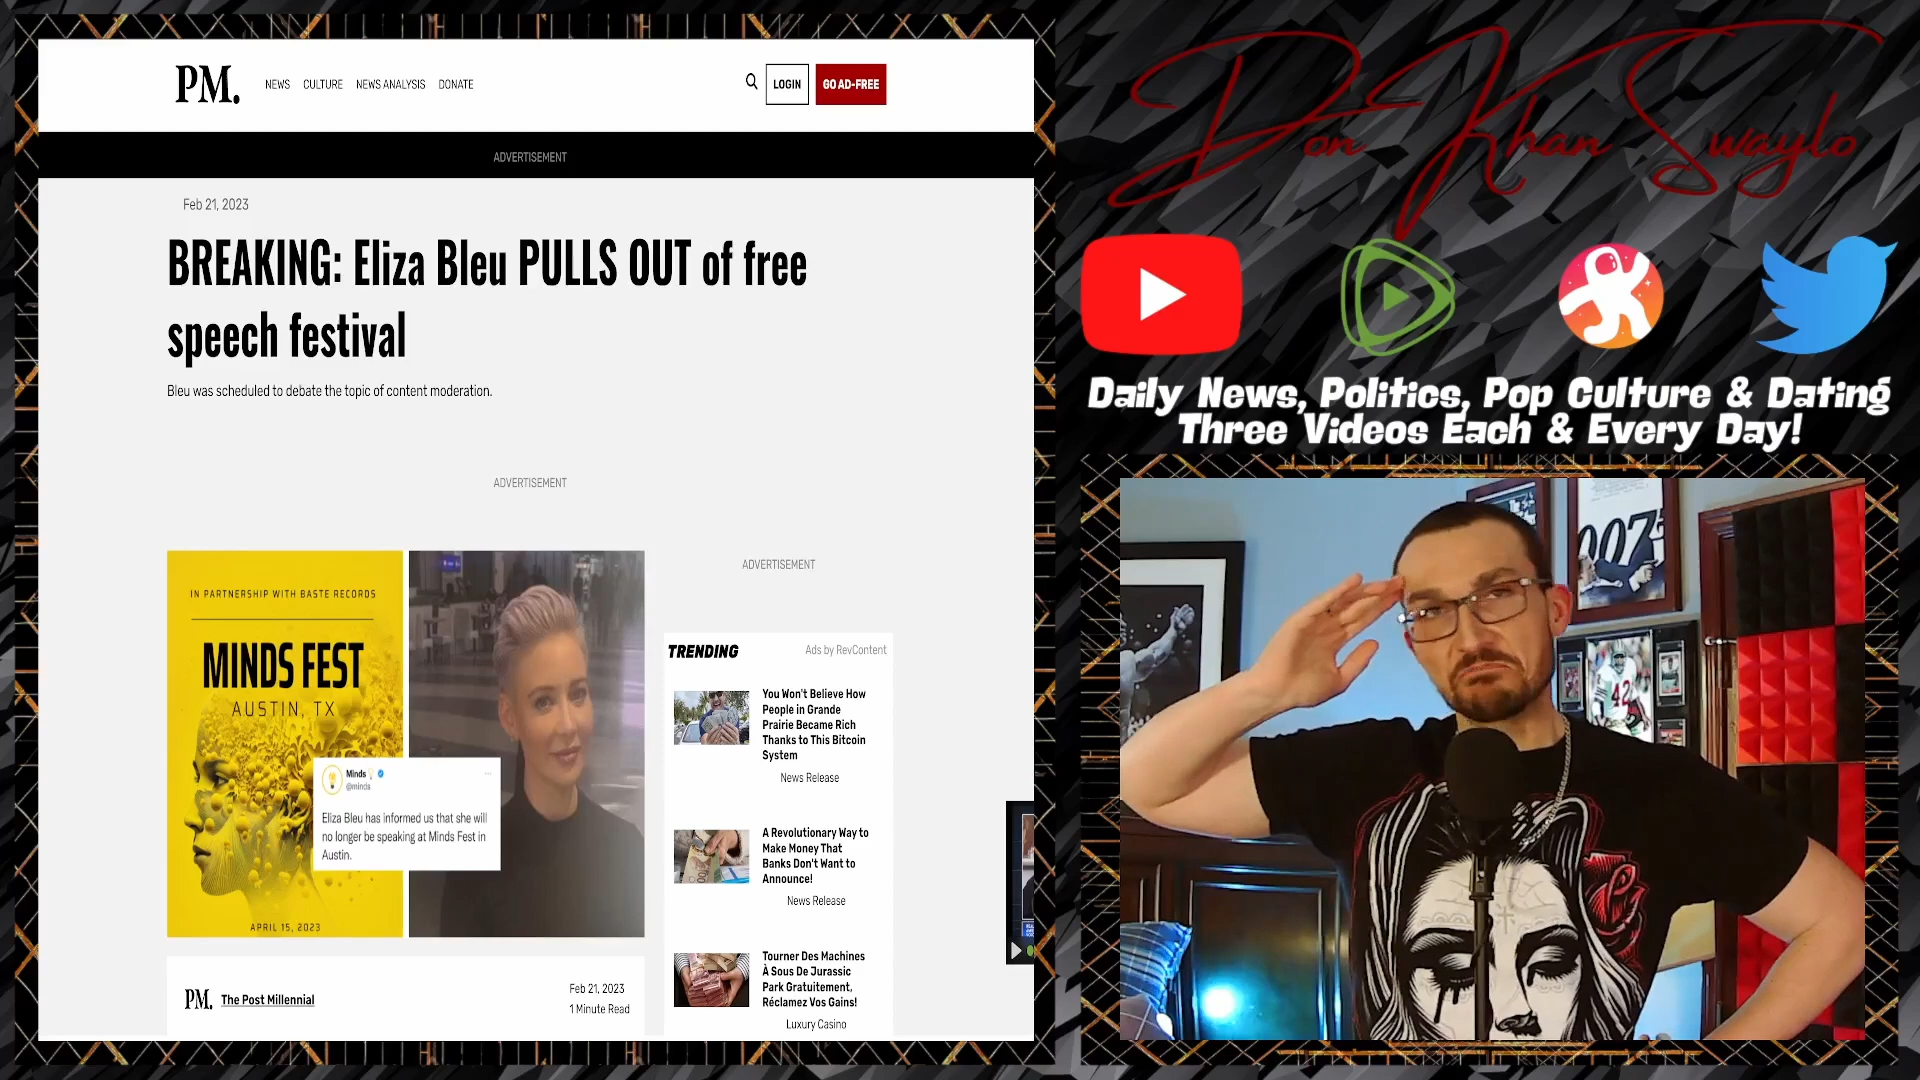 PM.
NEWS CULTURE NEWS ANALYSIS DONATE
LOGIN
GO AD-FREE
ADVERTISEMENT
Feb 21, 2023
BREAKING: Eliza Bleu PULLS OUT of free
speech festival
Bleu was scheduled to debate the topic of content moderation.
ADVERTISEMENT
IN PARTNERSHIP WITH BASTE RECORDS
MINDS FEST
AUSTIN, TX
Minds
@minds
Eliza Bleu has informed us that she will
no longer be speaking at Minds Fest in
Austin.
APRIL 15, 2023
PM. The Post Millennial
Feb 21, 2023
1 Minute Read
ADVERTISEMENT
TRENDING
Ads by RevContent
You Won't Believe How
People in Grande
Prairie Became Rich
Thanks to This Bitcoin
System
News Release
A Revolutionary Way to
Make Money That
Banks Don't Want to
Announce!
News Release
Tourner Des Machines
À Sous De Jurassic
Park Gratuitement,
Réclamez Vos Gains!
Luxury Casino
Don Khan Swaylo
Daily News, Politics, Pop Culture & Dating
Three Videos Each & Every Day!
007
42